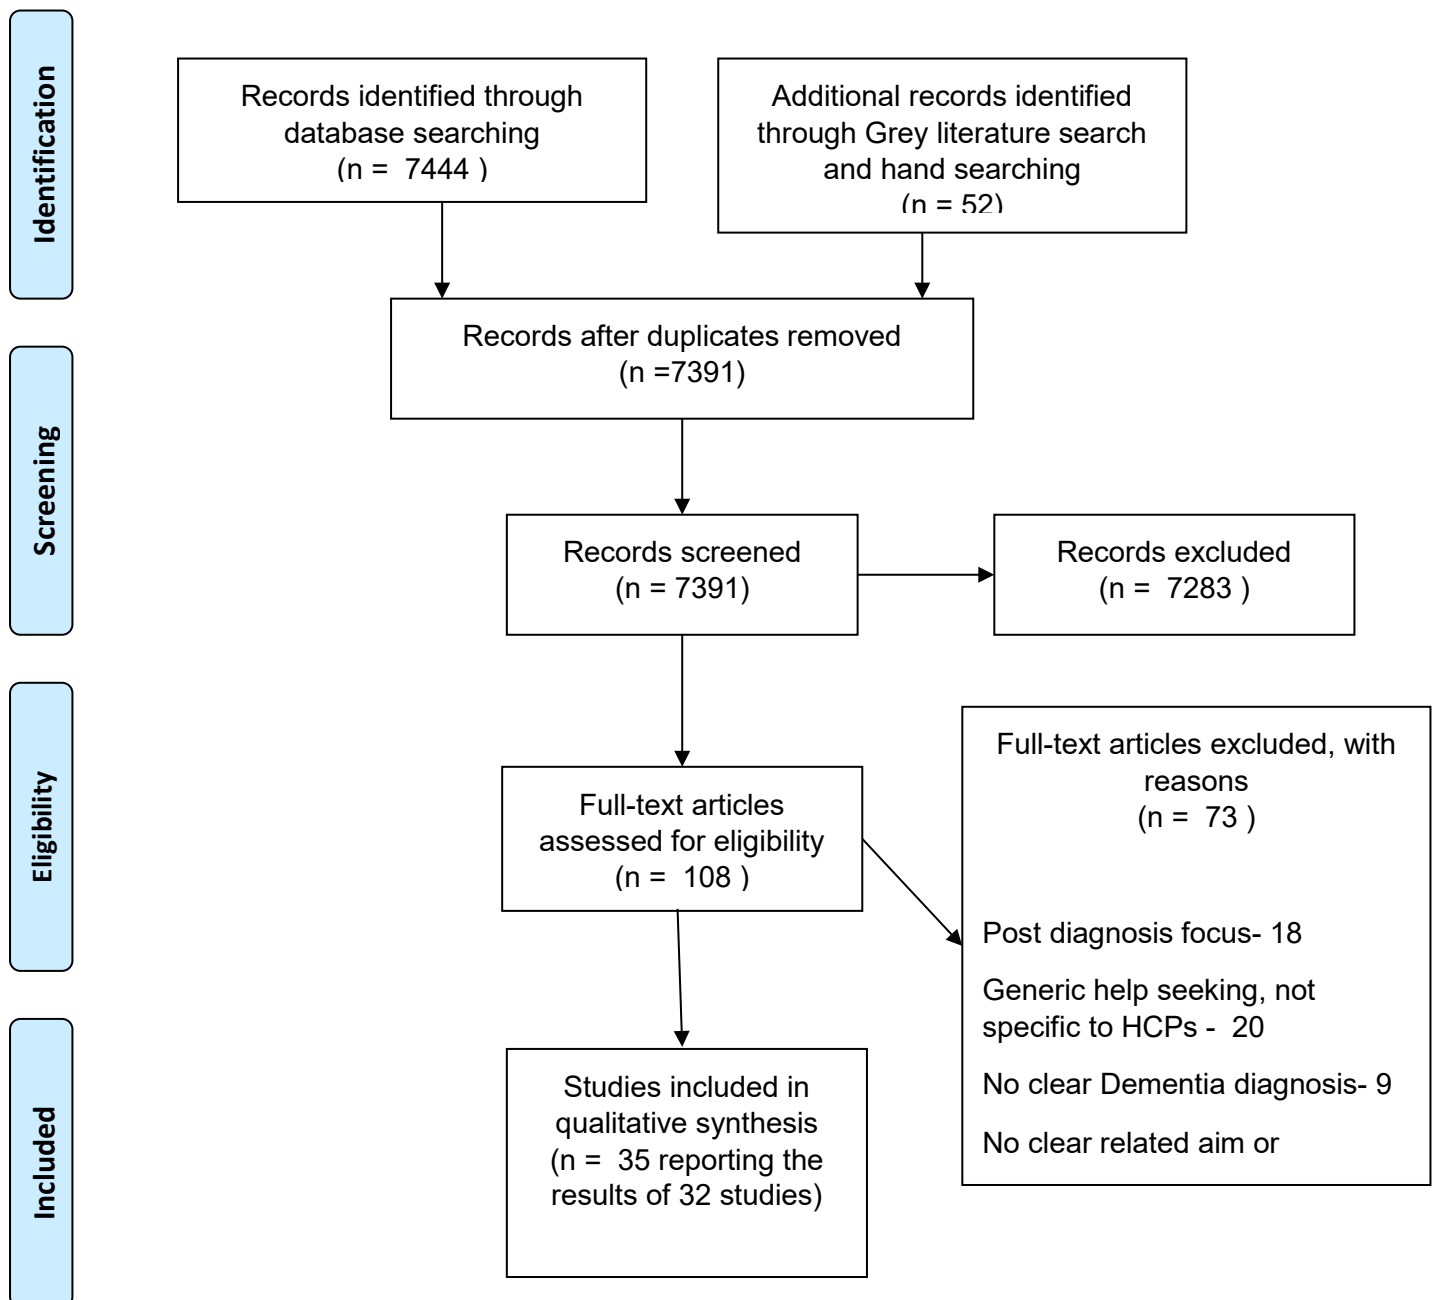 Identification
Records identified through
database searching
(n =  7444 )
Additional records identified
through Grey literature search
and hand searching
(n = 52)
Records after duplicates removed
(n =7391)
Screening
Records screened
(n = 7391)
Records excluded
(n =  7283 )
Eligibility
Full-text articles
assessed for eligibility
(n =  108 )
Full-text articles excluded, with
reasons
(n =  73 )
Post diagnosis focus- 18
Generic help seeking, not
specific to HCPs -  20
No clear Dementia diagnosis- 9
No clear related aim or
Included
Studies included in
qualitative synthesis
(n =  35 reporting the
results of 32 studies)